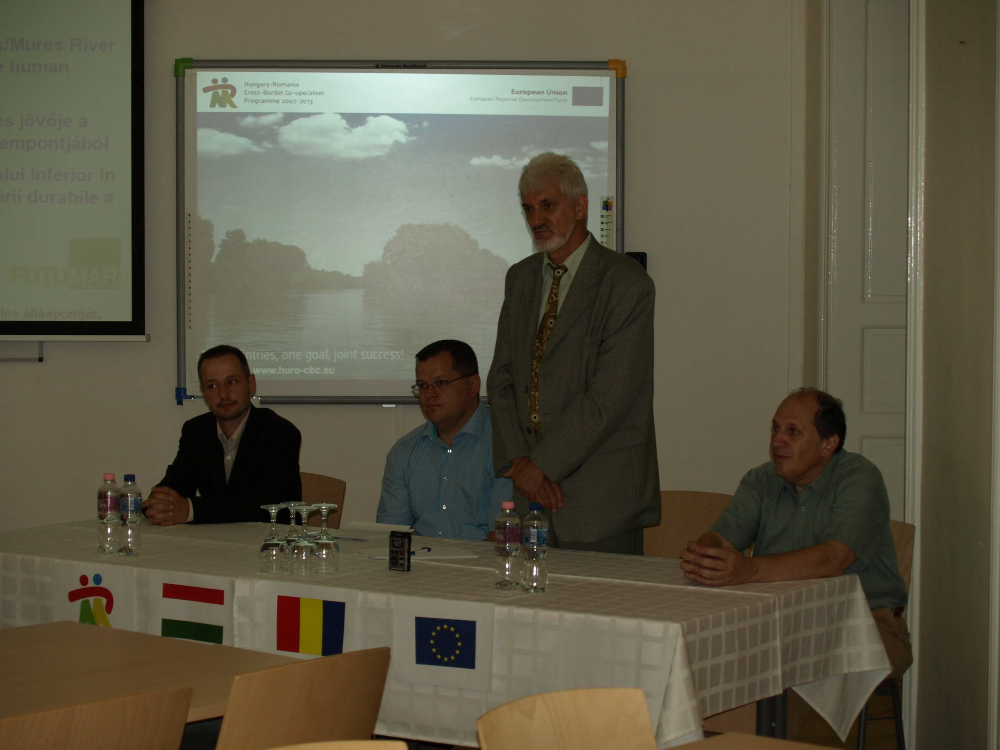 s/Mures River
e human
és jövője a
empontjából
ului Inferior în
ării durabile a
FUTUMAR
los álláspontját.
Interwrite DualBoard
Hungary-Romania
Cross-Border Co-operation
Programme 2007-2013
European Union
European Regional Development Fund
ntries, one goal, joint success!
www.huro-cbc.eu